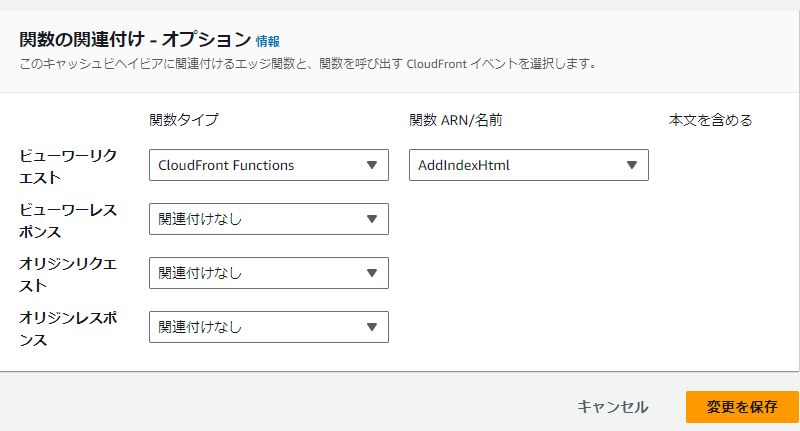 関数の関連付け - オプション 情報
このキャッシュビヘイビアに関連付けるエッジ関数と、関数を呼び出す CloudFront イベントを選択します。
関数タイプ 関数 ARN/名前 本文を含める
ビューワーリク
エスト
CloudFront Functions AddIndexHtml
ビューワーレス
ポンス
関連付けなし
オリジンリクエ
スト
関連付けなし
オリジンレスポ
ンス
関連付けなし
キャンセル 変更を保存